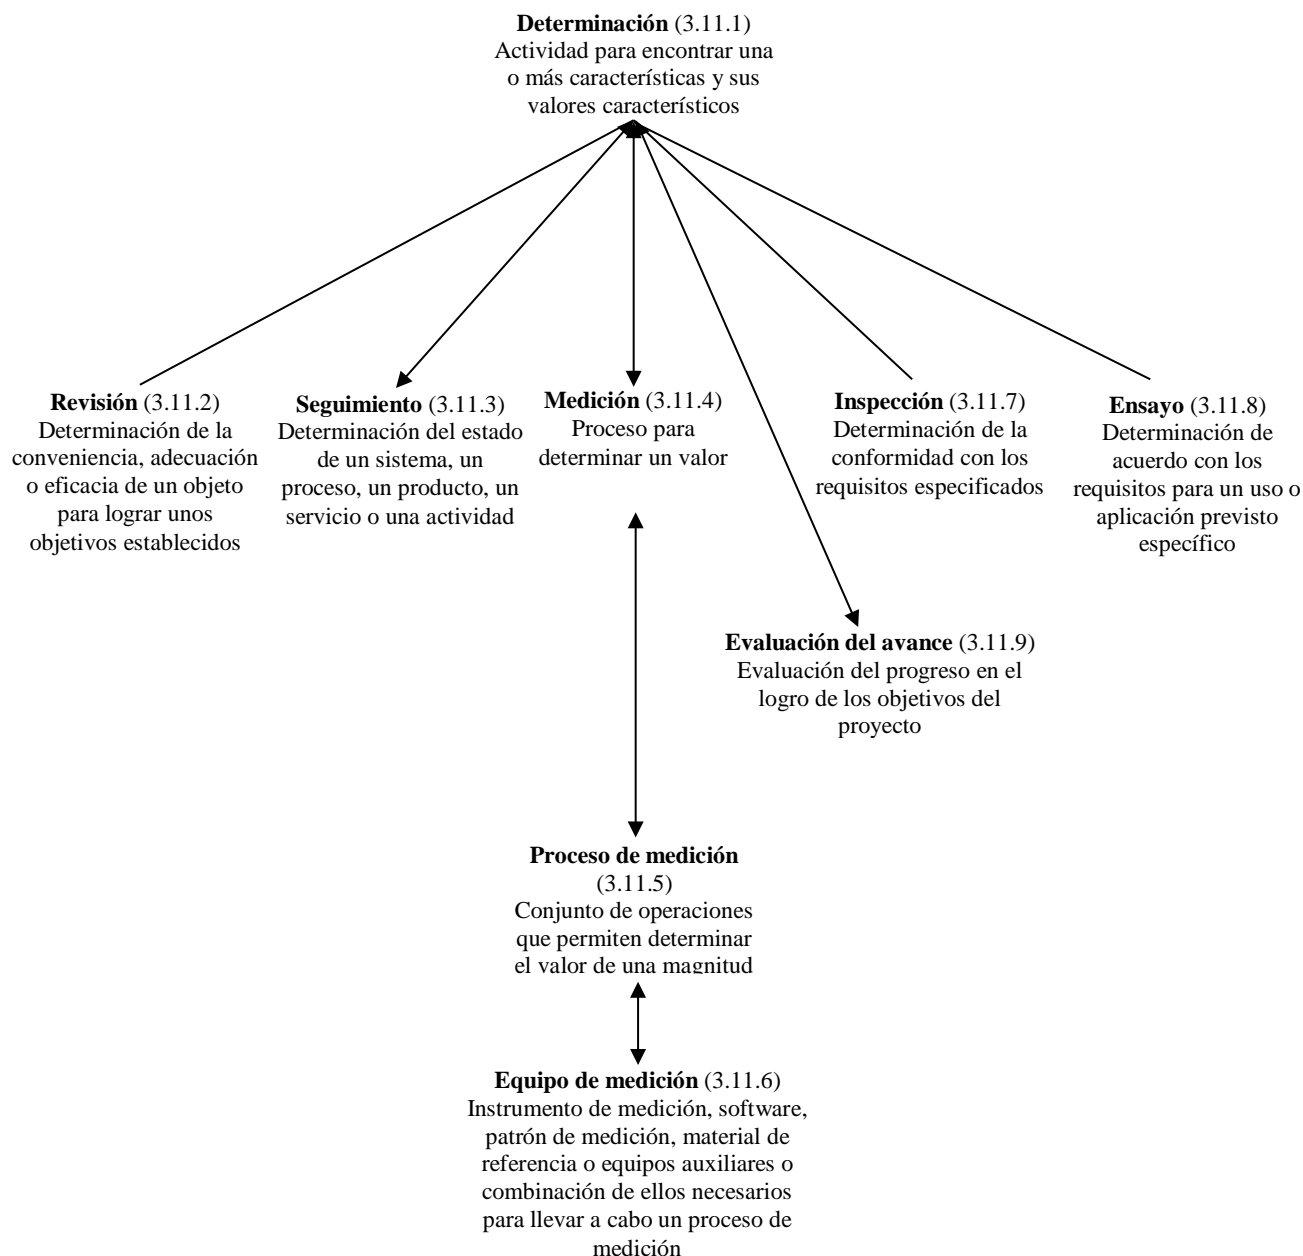 Determinación (3.11.1)
Actividad para encontrar una
o más características y sus
valores característicos
Revisión (3.11.2)
Determinación de la
conveniencia, adecuación
o eficacia de un objeto
para lograr unos
objetivos establecidos
Seguimiento (3.11.3)
Determinación del estado
de un sistema, un
proceso, un producto, un
servicio o una actividad
Medición (3.11.4)
Proceso para
determinar un valor
Inspección (3.11.7)
Determinación de la
conformidad con los
requisitos especificados
Ensayo (3.11.8)
Determinación de
acuerdo con los
requisitos para un uso o
aplicación previsto
específico
Evaluación del avance (3.11.9)
Evaluación del progreso en el
logro de los objetivos del
proyecto
Proceso de medición
(3.11.5)
Conjunto de operaciones
que permiten determinar
el valor de una magnitud
Equipo de medición (3.11.6)
Instrumento de medición, software,
patrón de medición, material de
referencia o equipos auxiliares o
combinación de ellos necesarios
para llevar a cabo un proceso de
medición